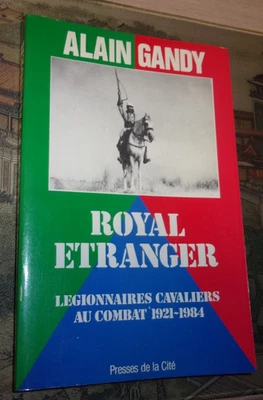 ALAIN GANDY
ROYAL
ETRANGER
LEGIONNAIRES CAVALIERS
AU COMBAT 1921-1984
Presses de la Cité